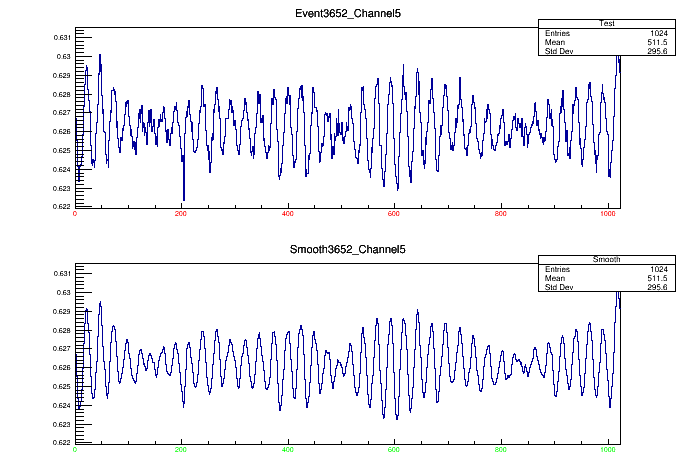 Event3652_Channel5
Test
Entries 1024
Mean 511.5
Std Dev 295.6
0.631
0.63
0.629
0.628
0.627
0.626
0.625
0.624
0.623
0.622
0 200 400 600 800 1000
Smooth3652_Channel5
Smooth
Entries 1024
Mean 511.5
Std Dev 295.6
0.631
0.63
0.629
0.628
0.627
0.626
0.625
0.624
0.623
0.622
0 200 400 600 800 1000